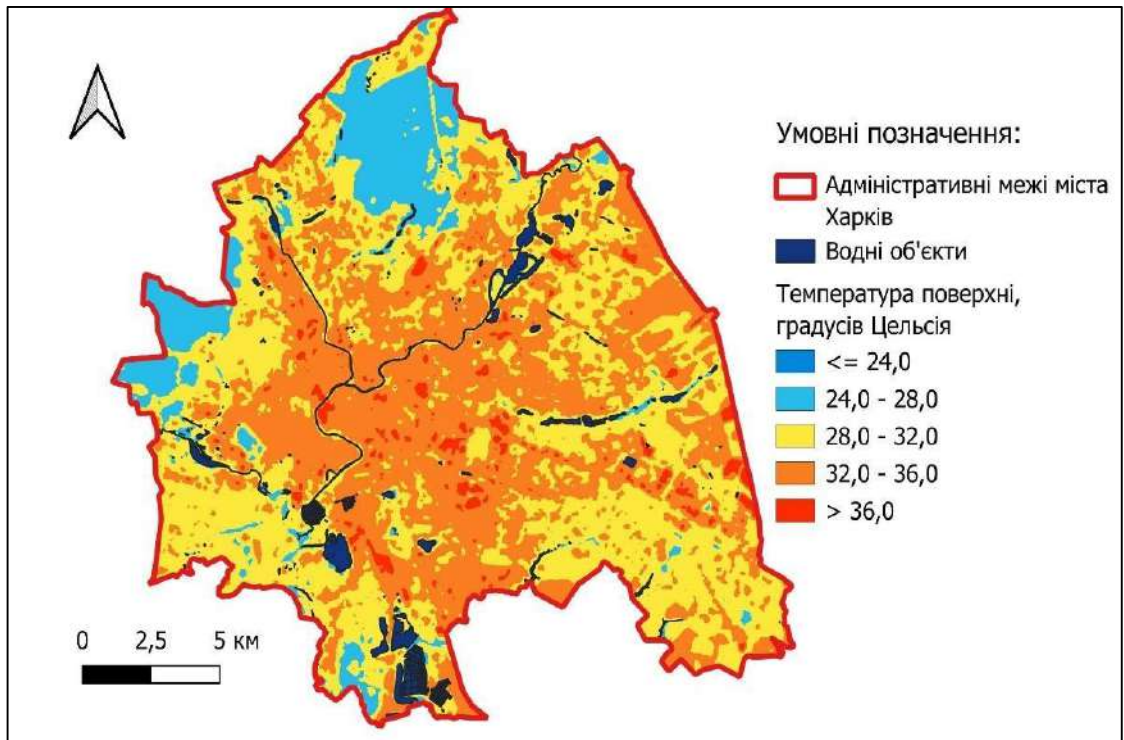 Умовні позначення:
Адміністративні межі міста
Харків
Водні об'єкти
Температура поверхні,
градусів Цельсія
<= 24,0
24,0 - 28,0
28,0 - 32,0
32,0 - 36,0
> 36,0
0 2,5 5 км